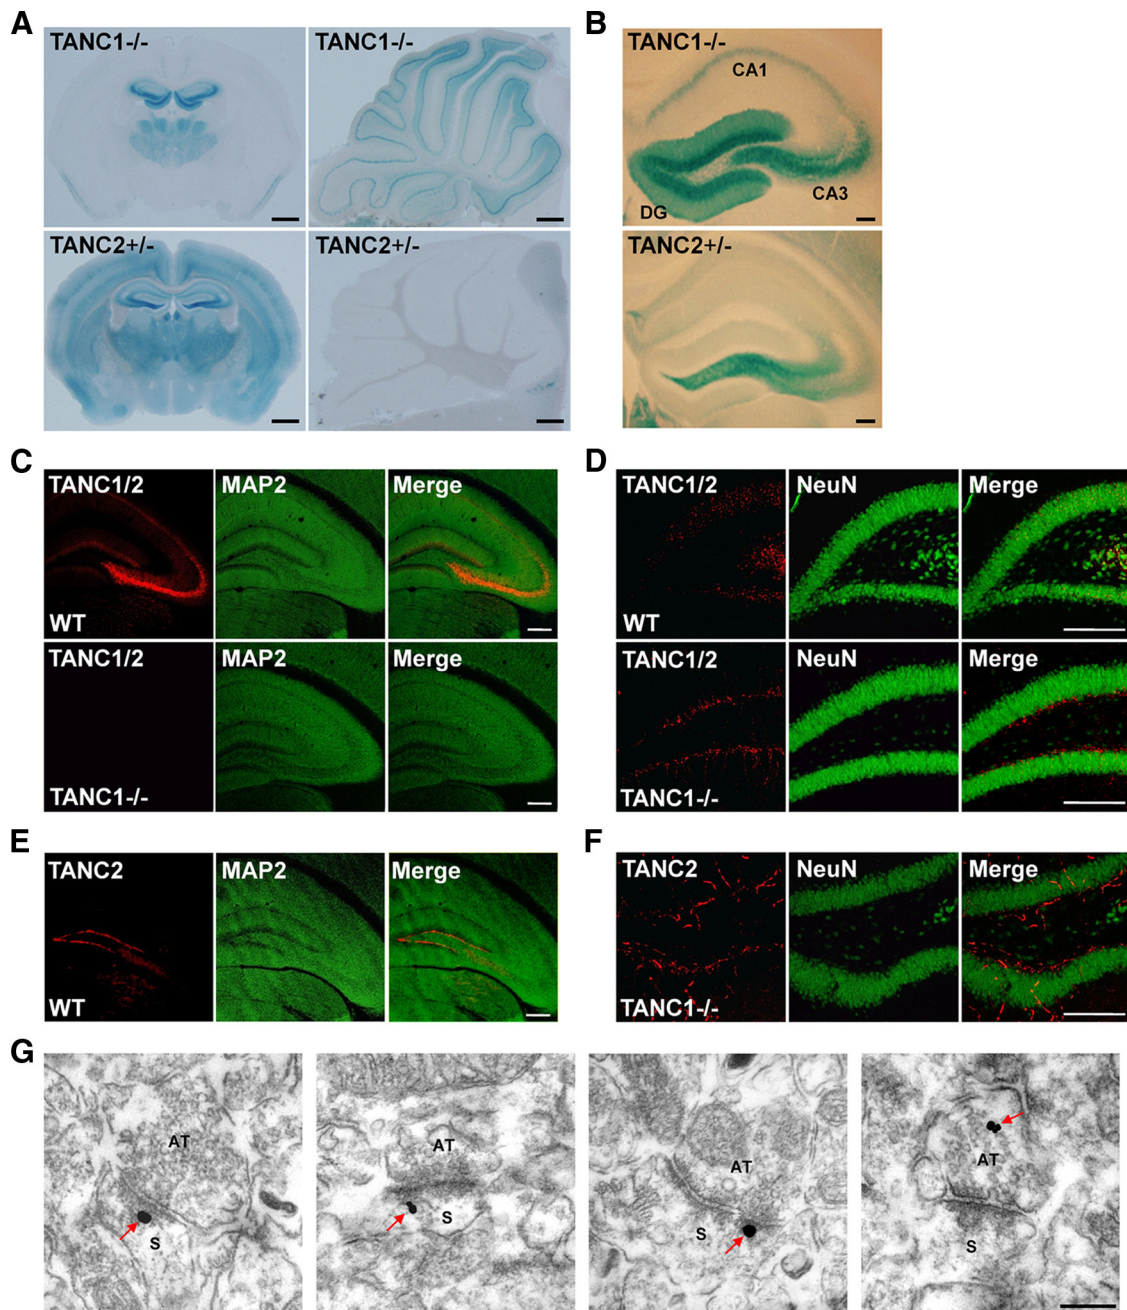 A
TANC1-/-
TANC1-/-
TANC2+/-
TANC2+/-
B
TANC1-/-
CA1
CA3
DG
TANC2+/-
C
TANC1/2
MAP2
Merge
WT
TANC1/2
MAP2
Merge
TANC1-/-
D
TANC1/2
NeuN
Merge
WT
TANC1/2
NeuN
Merge
TANC1-/-
E
TANC2
MAP2
Merge
WT
F
TANC2
NeuN
Merge
TANC1-/-
G
AT
S
AT
S
AT
S
AT
S